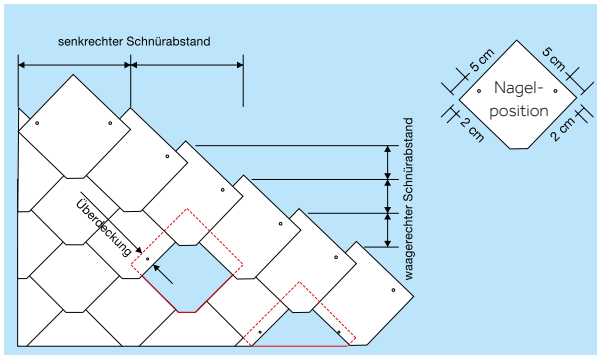 senkrechter Schnürabstand
5 cm
5 cm
Nagel-
position
2 cm
2 cm
waagerechter Schnürabstand
Überdeckung